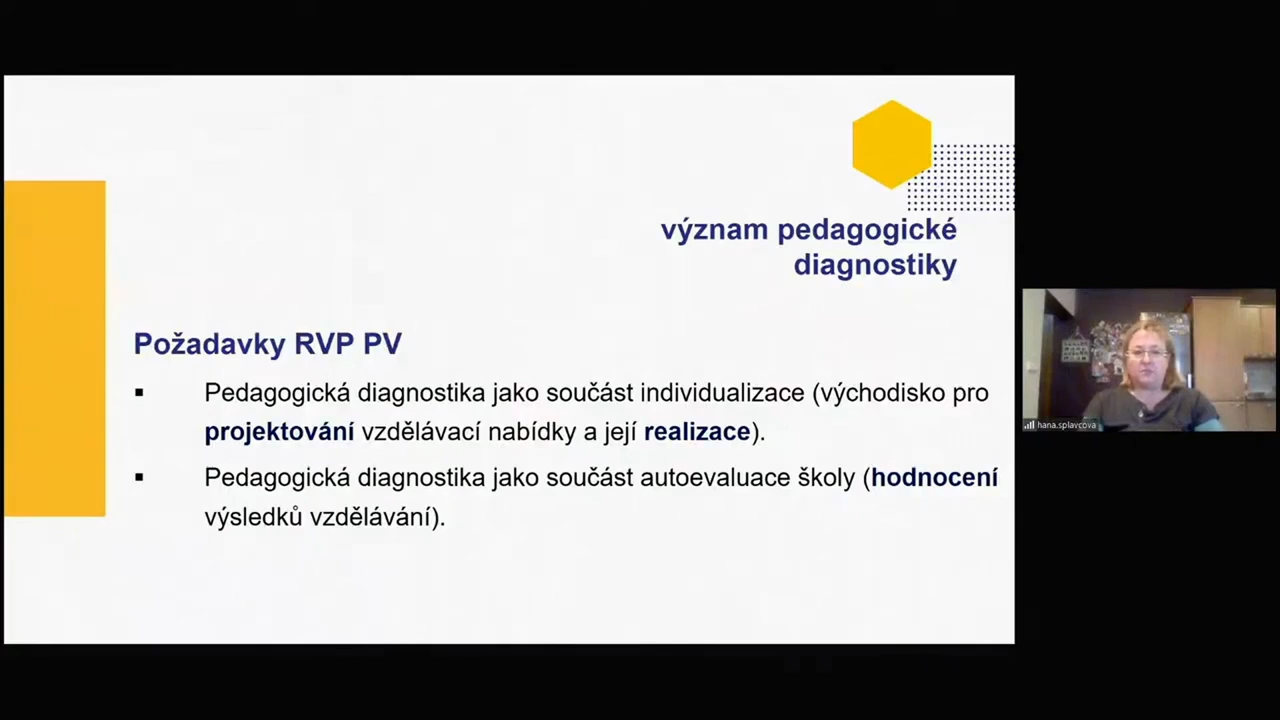 význam pedagogické
diagnostiky
Požadavky RVP PV
▪ Pedagogická diagnostika jako součást individualizace (východisko pro
projektování vzdělávací nabídky a její realizace).
▪ Pedagogická diagnostika jako součást autoevaluace školy (hodnocení
výsledků vzdělávání).
hana.splavcova